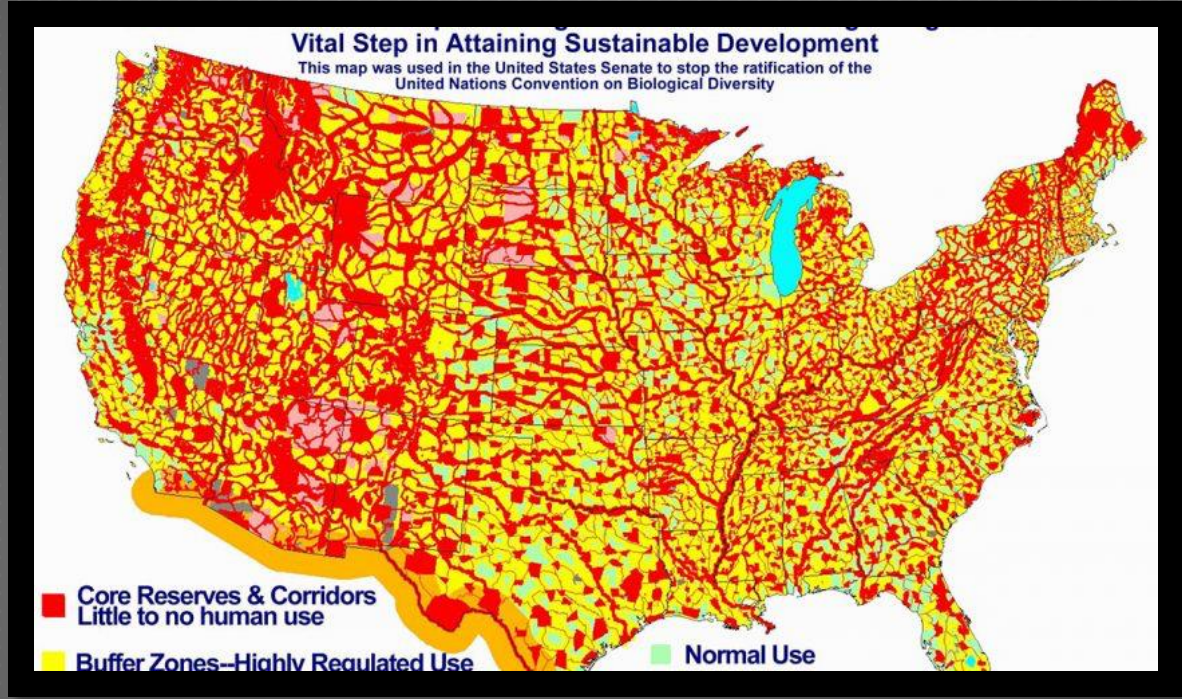 Vital Step in Attaining Sustainable Development
This map was used in the United States Senate to stop the ratification of the
United Nations Convention on Biological Diversity
Core Reserves & Corridors
Little to no human use
Buffer Zones--Highly Regulated Use
Normal Use